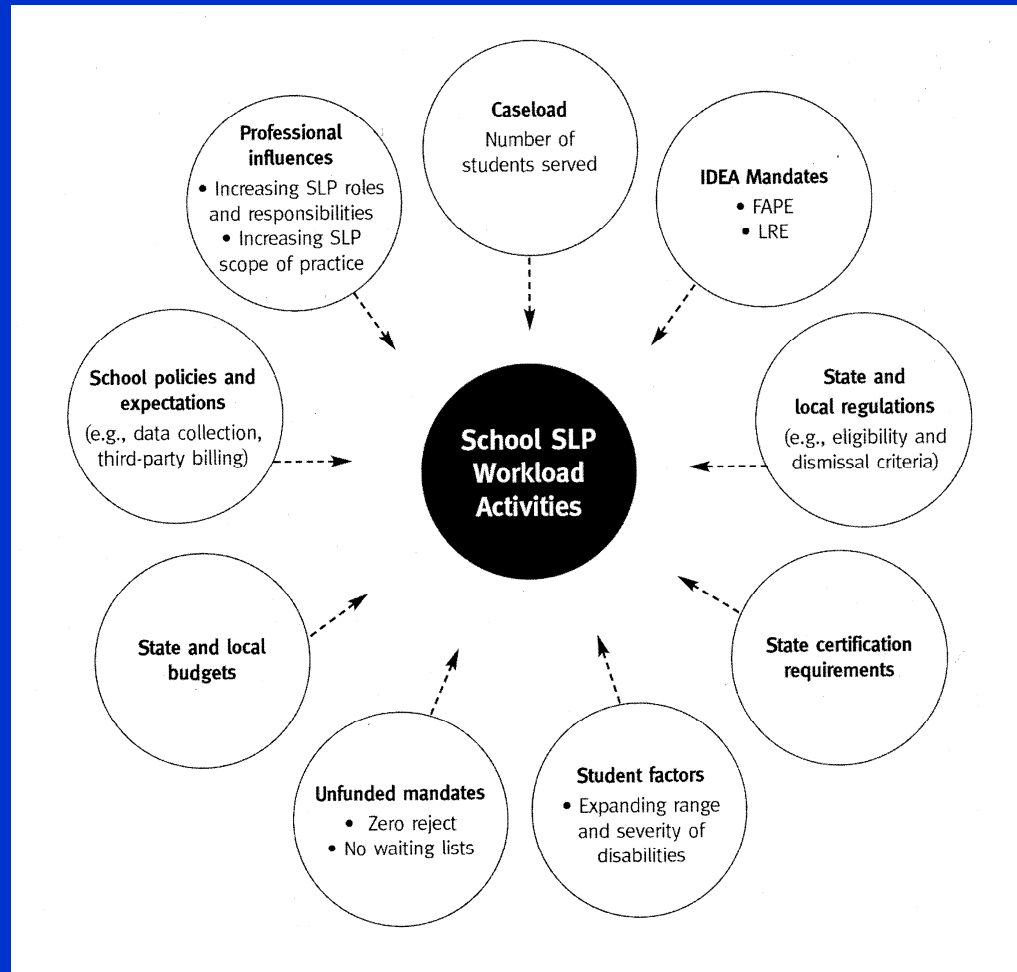 Caseload
Number of
students served
IDEA Mandates
• FAPE
• LRE
State and
local regulations
(e.g., eligibility and
dismissal criteria)
State certification
requirements
Student factors
• Expanding range
and severity of
disabilities
Unfunded mandates
• Zero reject
• No waiting lists
State and local
budgets
School policies and
expectations
(e.g., data collection,
third-party billing)
Professional
influences
• Increasing SLP roles
and responsibilities
• Increasing SLP
scope of practice
School SLP
Workload
Activities